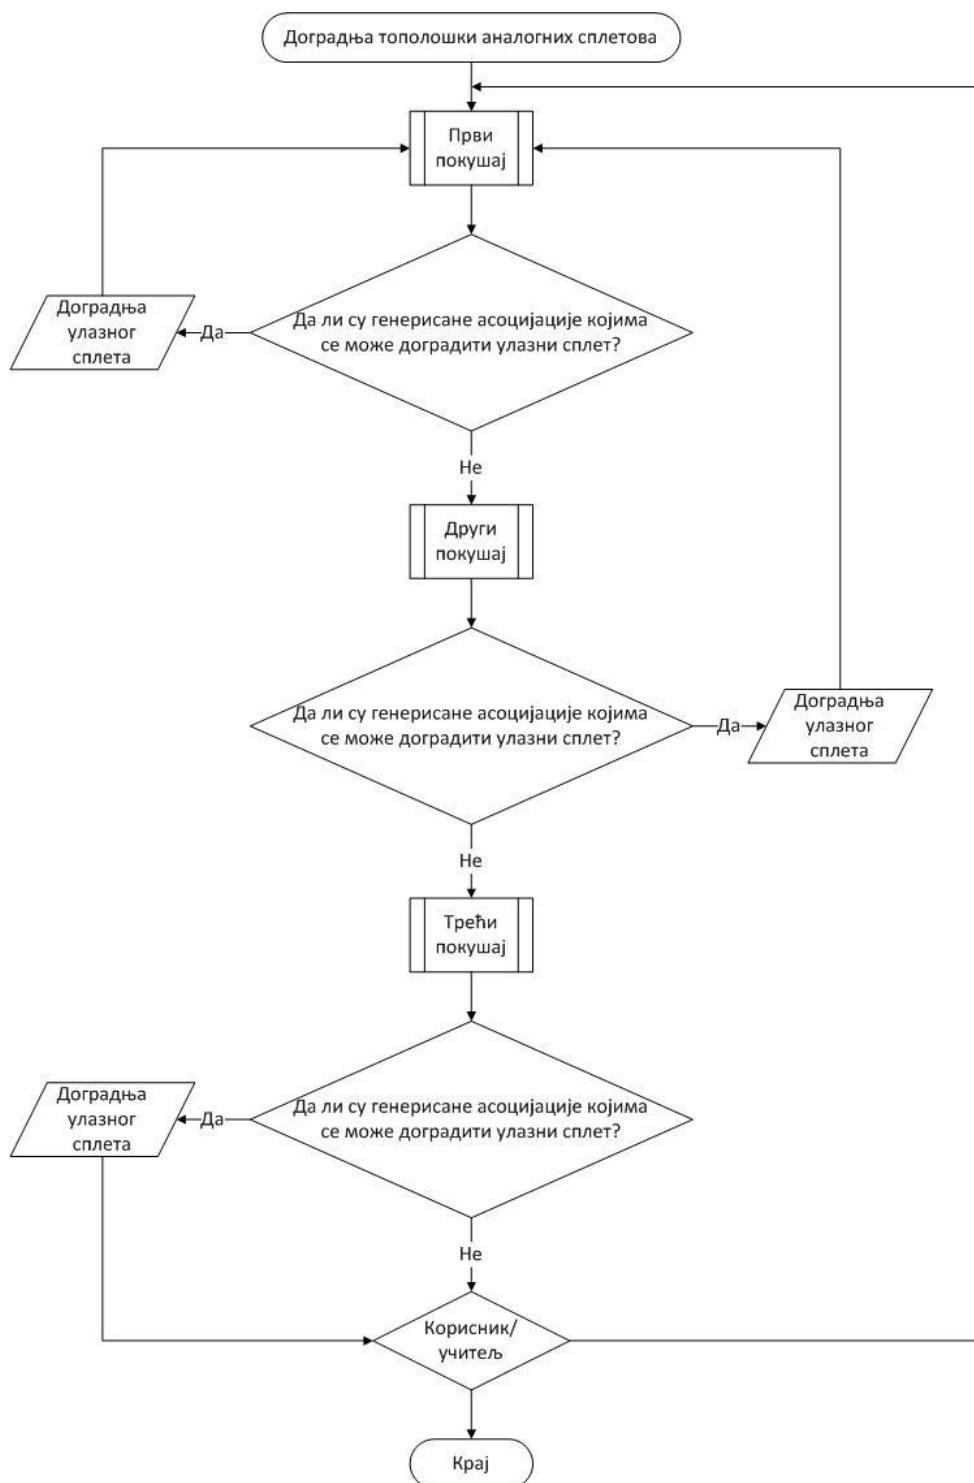 Доградња тополошки аналогних сплетова
Први
покушај
Да ли су генерисане асоцијације којима
се може доградити улазни сплет?
Да
Доградња
улазног
сплета
Не
Други
покушај
Да ли су генерисане асоцијације којима
се може доградити улазни сплет?
Да
Доградња
улазног
сплета
Не
Трећи
покушај
Да ли су генерисане асоцијације којима
се може доградити улазни сплет?
Да
Доградња
улазног
сплета
Не
Корисник/
учитељ
Крај